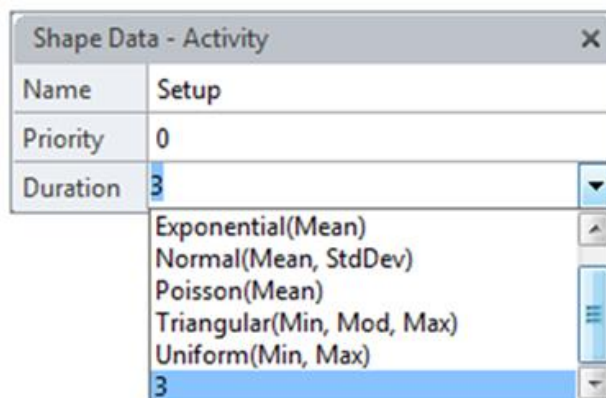 Shape Data - Activity
Name Setup
Priority 0
Duration 3
Exponential(Mean)
Normal(Mean, StdDev)
Poisson(Mean)
Triangular(Min, Mod, Max)
Uniform(Min, Max)
3